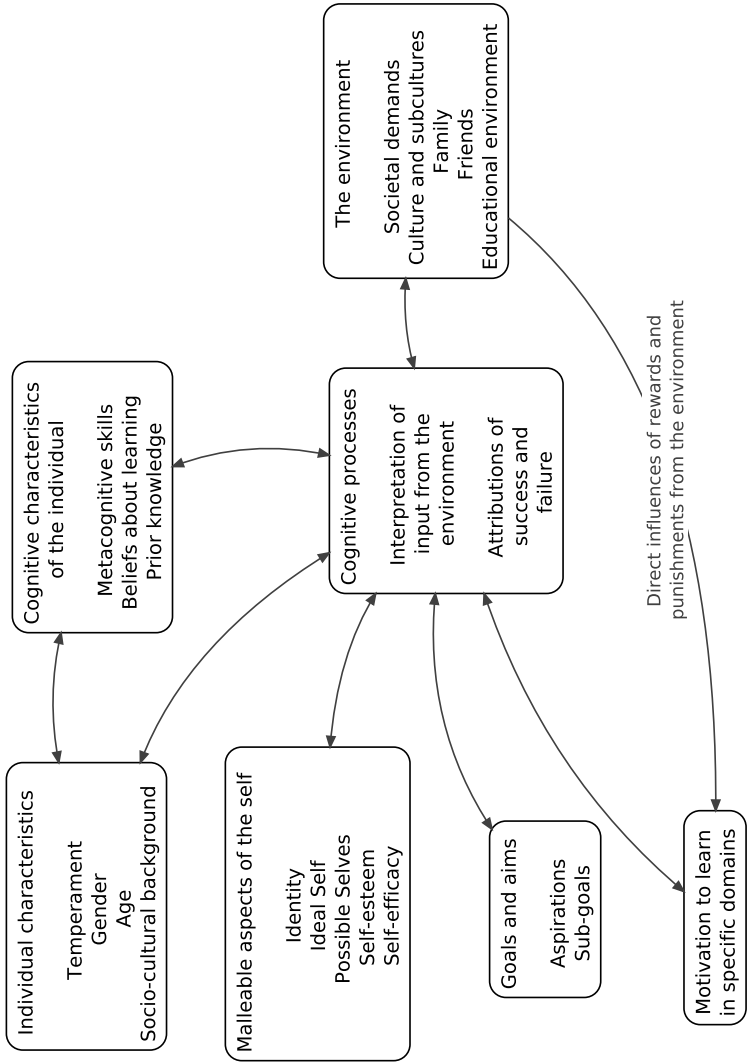 Individual characteristics
Temperament
Gender
Age
Socio-cultural background
Cognitive characteristics
of the individual
Metacognitive skills
Beliefs about learning
Prior knowledge
Malleable aspects of the self
Identity
Ideal Self
Possible Selves
Self-esteem
Self-efficacy
Cognitive processes
Interpretation of
input from the
environment
Attributions of
success and
failure
The environment
Societal demands
Culture and subcultures
Family
Friends
Educational environment
Goals and aims
Aspirations
Sub-goals
Direct influences of rewards and
punishments from the environment
Motivation to learn
in specific domains